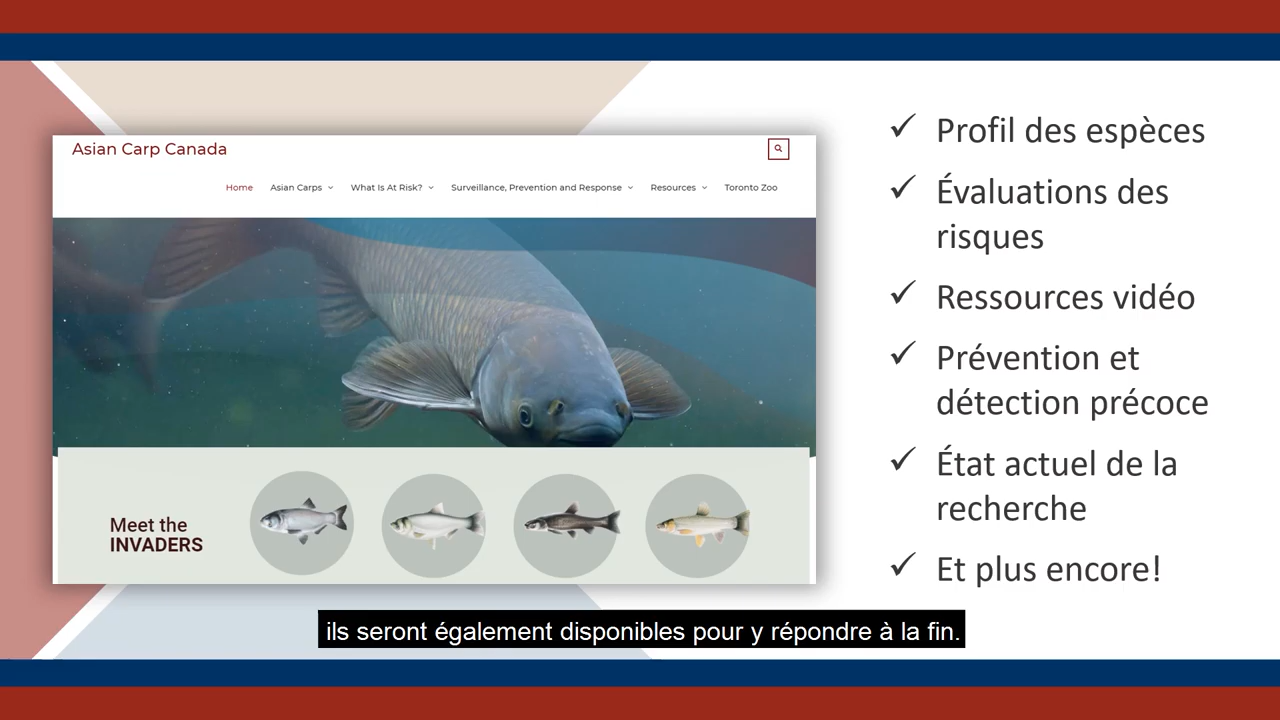 Asian Carp Canada
Home Asian Carps What Is At Risk? Surveillance, Prevention and Response Resources Toronto Zoo
Meet the
INVADERS
Profil des espèces
Évaluations des
risques
Ressources vidéo
Prévention et
détection précoce
État actuel de la
recherche
Et plus encore!
ils seront également disponibles pour y répondre à la fin.